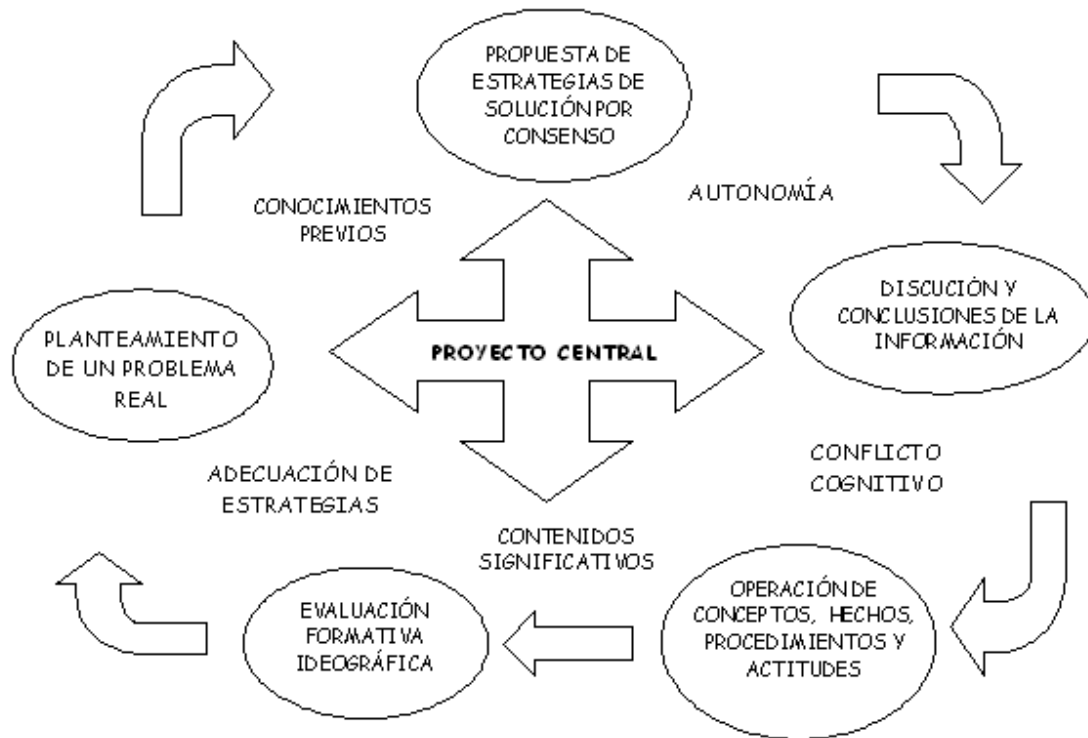 PROPUESTA DE
ESTRATEGIAS DE
SOLUCIÓN POR
CONSENSO
AUTONOMÍA
CONOCIMIENTOS
PREVIOS
DISCUCIÓN Y
CONCLUSIONES DE LA
INFORMACIÓN
PLANTEAMIENTO
DE UN PROBLEMA
REAL
PROYECTO CENTRAL
CONFLICTO
COGNITIVO
ADECUACIÓN DE
ESTRATEGIAS
CONTENIDOS
SIGNIFICATIVOS
OPERACIÓN DE
CONCEPTOS, HECHOS,
PROCEDIMIENTOS Y
ACTITUDES
EVALUACIÓN
FORMATIVA
IDEOGRÁFICA